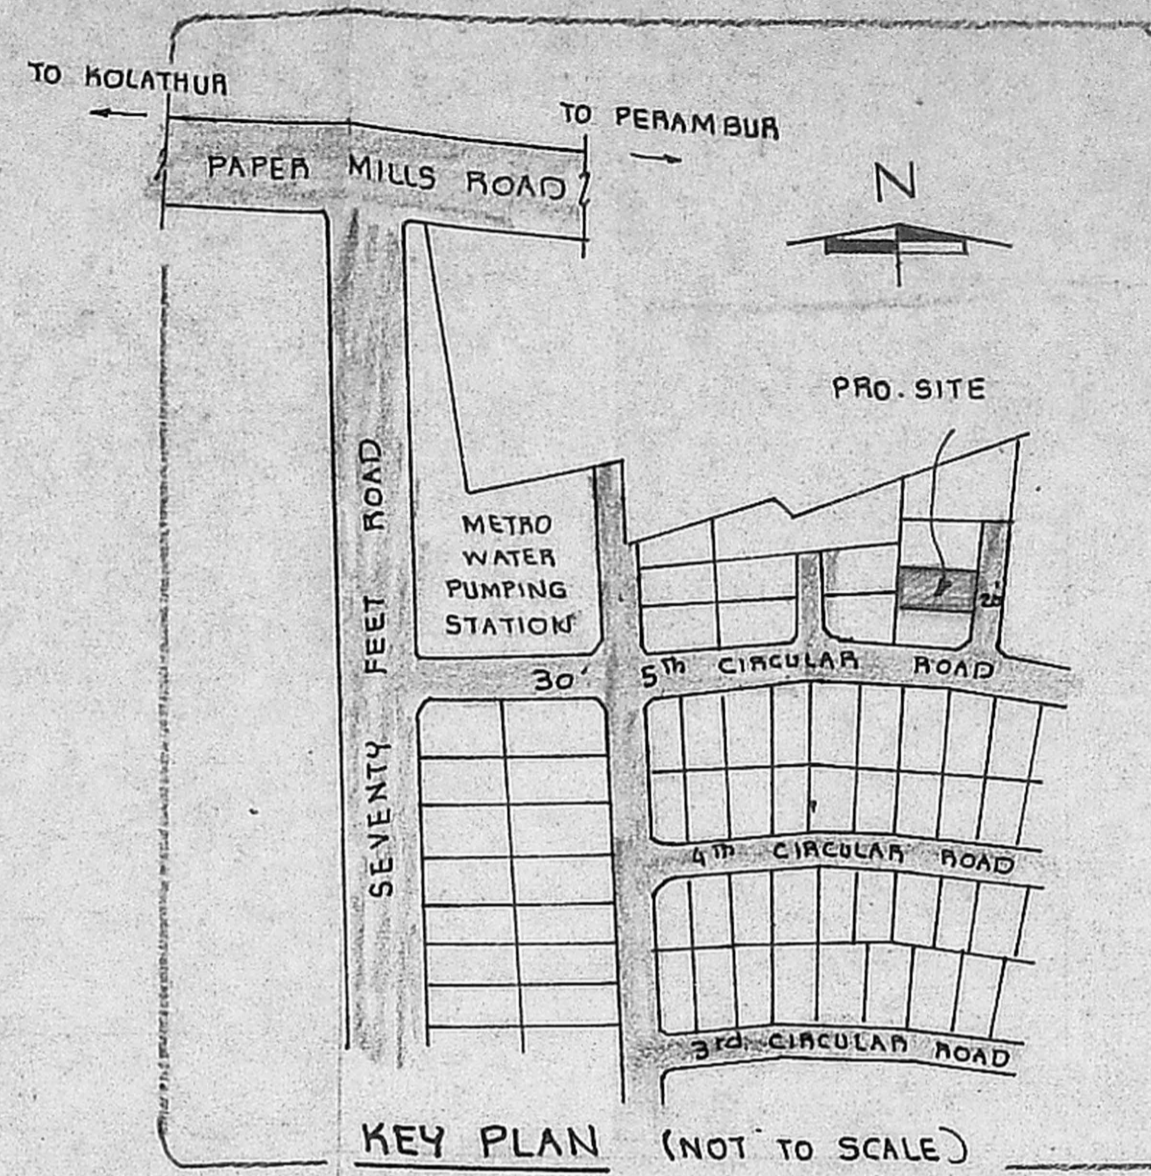 TO KOLATHUR
TO PERAMBUR
PAPER MILLS ROAD
N
PRO. SITE
SEVENTY FEET ROAD
METRO
WATER
PUMPING
STATION
20'
30' 5th CIRCULAR ROAD
4th CIRCULAR ROAD
3rd CIRCULAR ROAD
KEY PLAN (NOT TO SCALE)